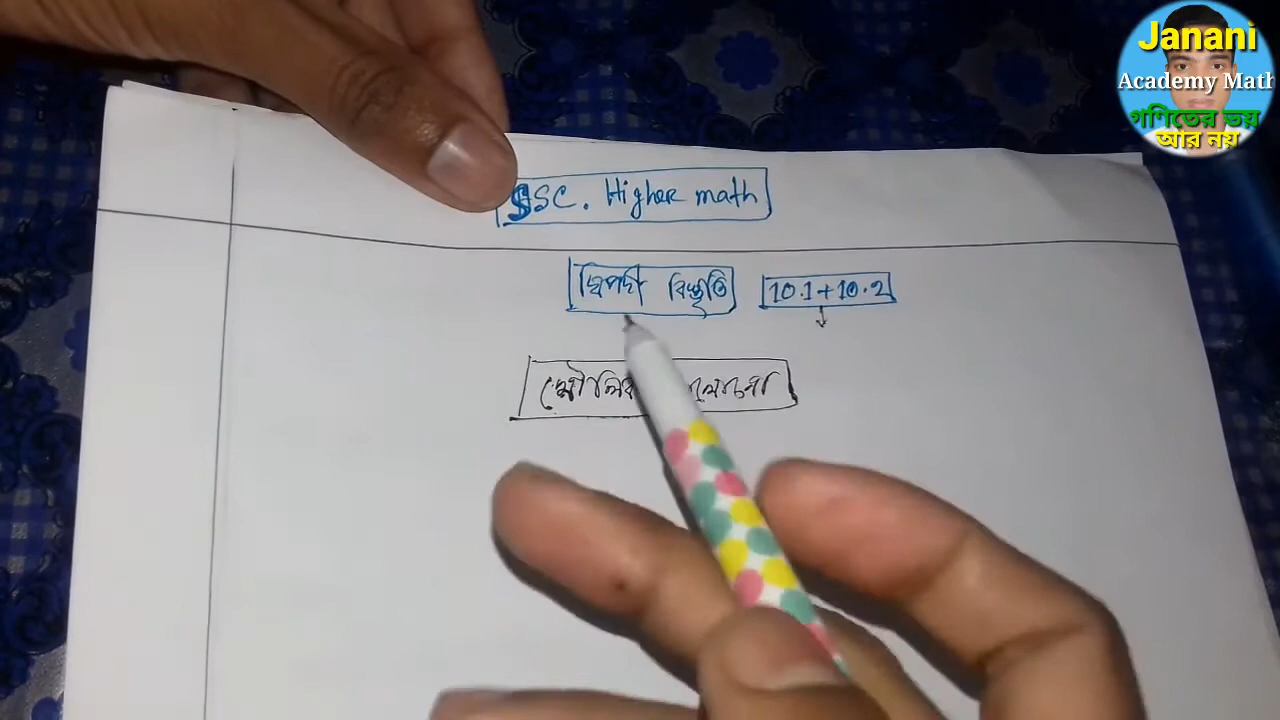 Janani
Academy Math
গণিতের ভয়
আর নয়
SSC. Higher math
দ্বিপদী বিস্তৃতি 10.1+10.2